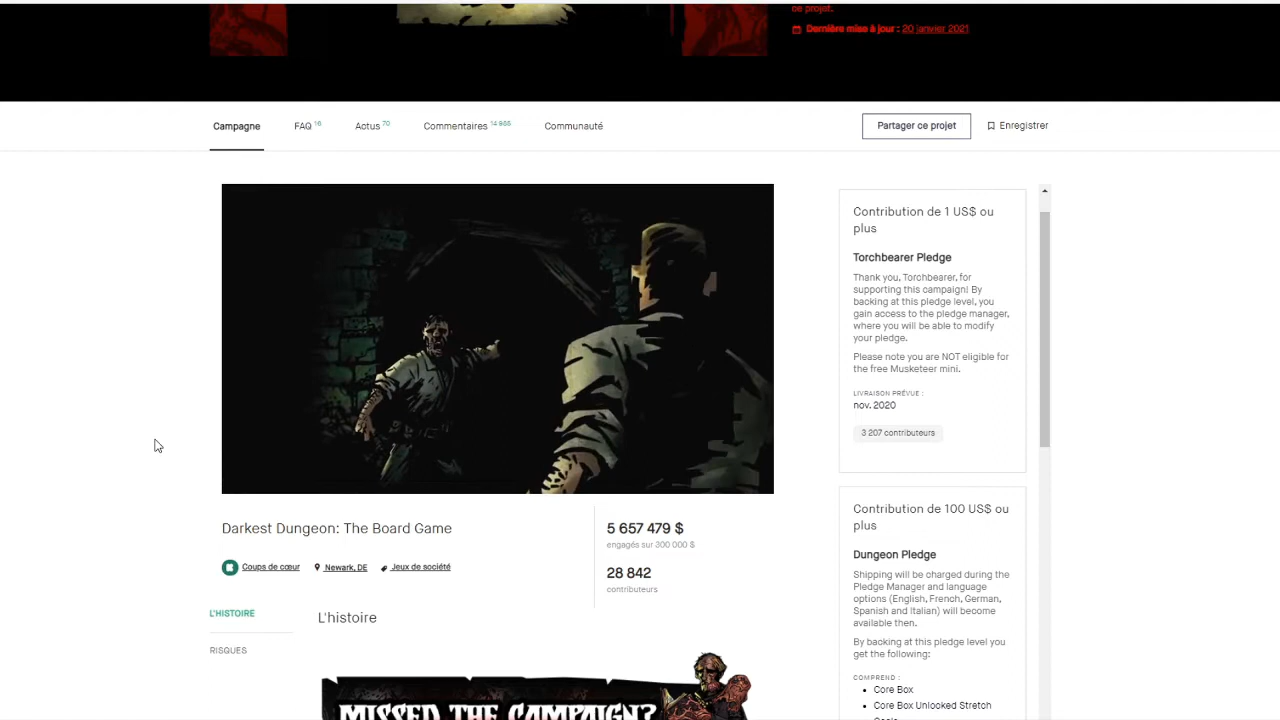 ce projet.
Dernière mise à jour : 20 janvier 2021
Campagne
FAQ 16
Actus 70
Commentaires 14 955
Communauté
Partager ce projet
Enregistrer
Darkest Dungeon: The Board Game
Coups de cœur
Newark, DE
Jeux de société
5 657 479 $
engagés sur 300 000 $
28 842
contributeurs
L'HISTOIRE
RISQUES
L'histoire
MISSED THE CAMPAIGN?
Contribution de 1 US$ ou
plus
Torchbearer Pledge
Thank you, Torchbearer, for
supporting this campaign! By
backing at this pledge level, you
gain access to the pledge manager,
where you will be able to modify
your pledge.
Please note you are NOT eligible for
the free Musketeer mini.
LIVRAISON PRÉVUE :
nov. 2020
3 207 contributeurs
Contribution de 100 US$ ou
plus
Dungeon Pledge
Shipping will be charged during the
Pledge Manager and language
options (English, French, German,
Spanish and Italian) will become
available then.
By backing at this pledge level you
get the following:
COMPREND :
Core Box
Core Box Unlocked Stretch